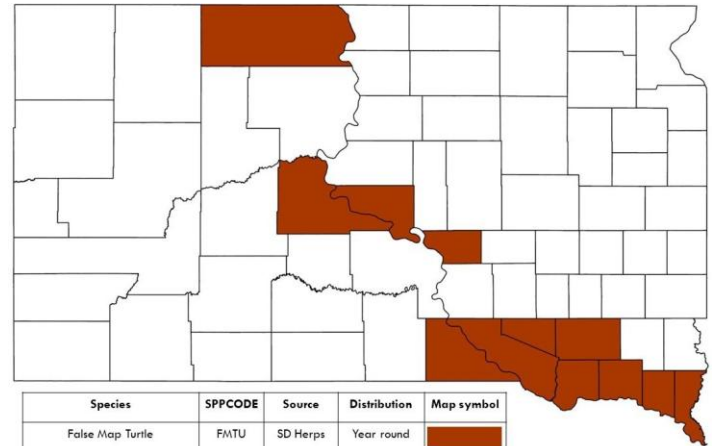 Species SPPCODE Source Distribution Map symbol
False Map Turtle FMTU SD Herps Year round